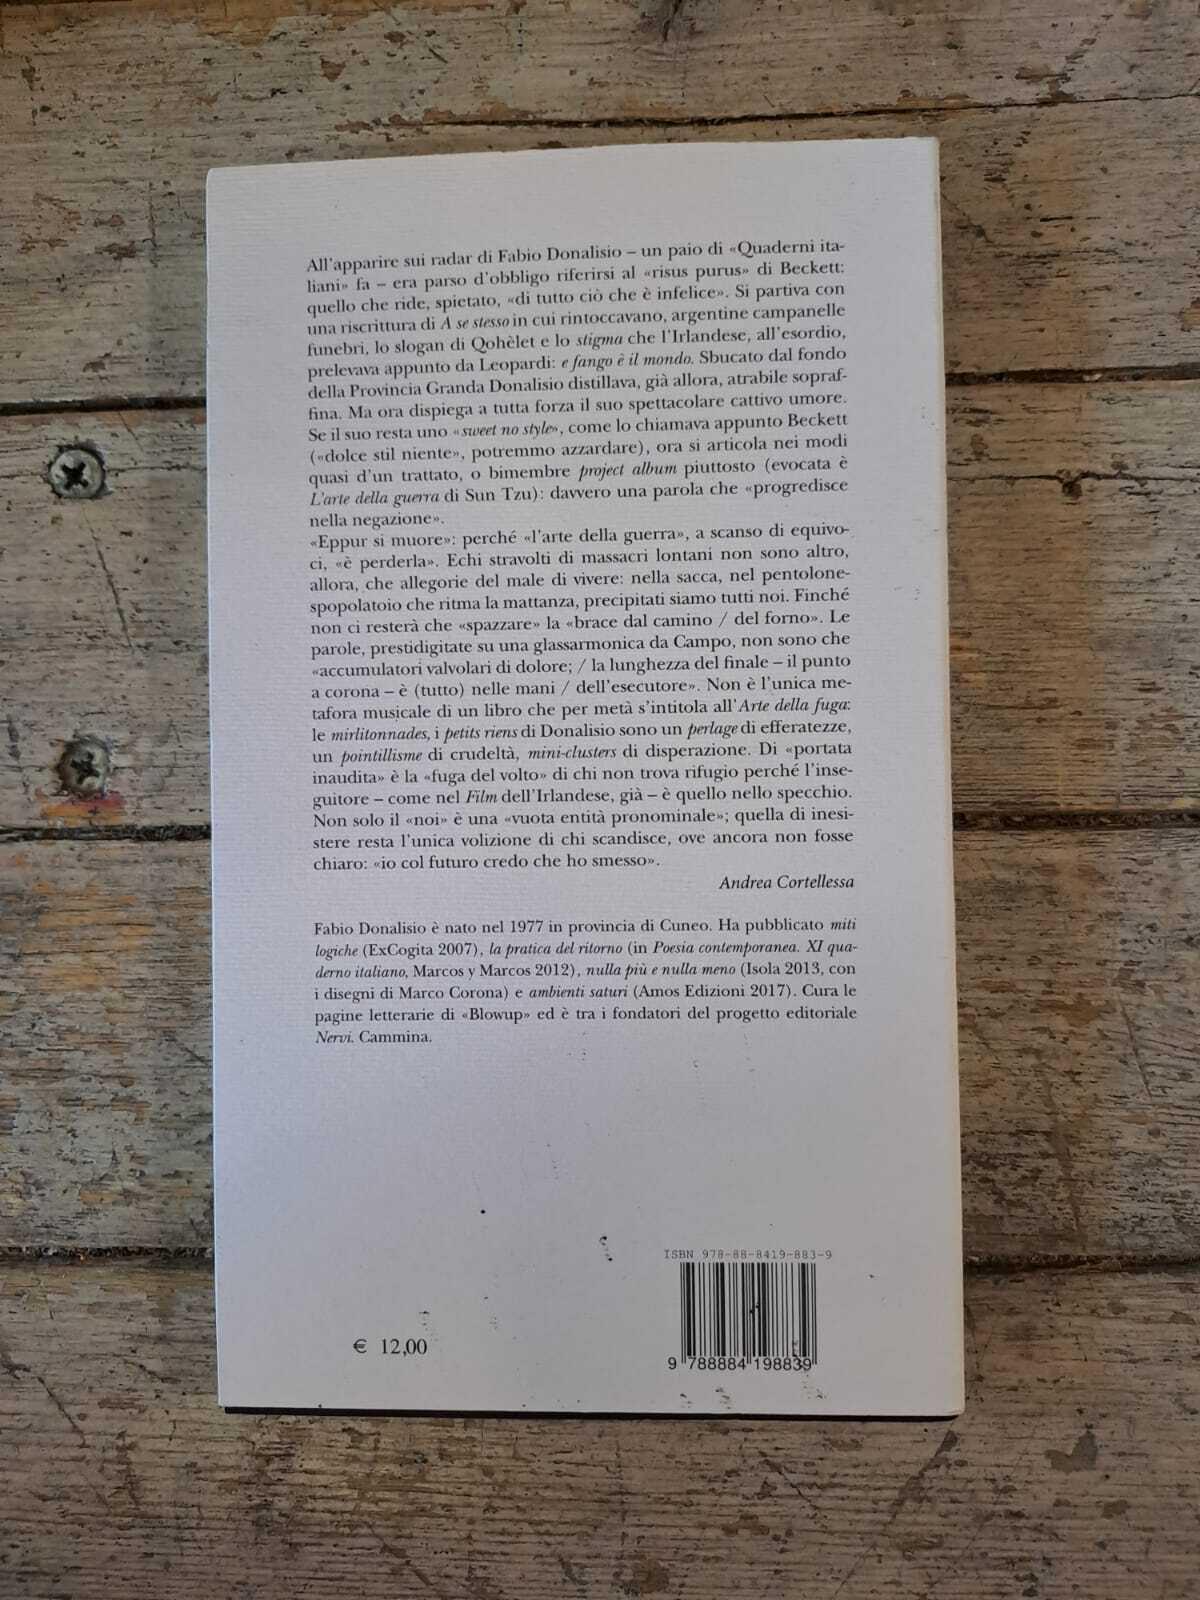 All'apparire sui radar di Fabio Donalisio – un paio di «Quaderni ita-
liani» fa – era parso d'obbligo riferirsi al «risus purus» di Beckett:
quello che ride, spietato, «di tutto ciò che è infelice». Si partiva con
una riscrittura di A se stesso in cui rintoccavano, argentine campanelle
funebri, lo slogan di Qohèlet e lo stigma che l'Irlandese, all'esordio,
prelevava appunto da Leopardi: e fango è il mondo. Sbucato dal fondo
della Provincia Granda Donalisio distillava, già allora, atrabile sopraf-
fina. Ma ora dispiega a tutta forza il suo spettacolare cattivo umore.
Se il suo resta uno «sweet no style», come lo chiamava appunto Beckett
(«dolce stil niente», potremmo azzardare), ora si articola nei modi
quasi d'un trattato, o bimembre project album piuttosto (evocata è
L'arte della guerra di Sun Tzu): davvero una parola che «progredisce
nella negazione».
«Eppur si muore»: perché «l'arte della guerra», a scanso di equivo-
ci, «è perderla». Echi stravolti di massacri lontani non sono altro,
allora, che allegorie del male di vivere: nella sacca, nel pentolone-
spopolatoio che ritma la mattanza, precipitati siamo tutti noi. Finché
non ci resterà che «spazzare» la «brace dal camino / del forno». Le
parole, prestidigitate su una glassarmonica da Campo, non sono che
«accumulatori valvolari di dolore; / la lunghezza del finale – il punto
a corona – è (tutto) nelle mani / dell'esecutore». Non è l'unica me-
tafora musicale di un libro che per metà s'intitola all'Arte della fuga:
le mirlitonnades, i petits riens di Donalisio sono un perlage di efferatezze,
un pointillisme di crudeltà, mini-clusters di disperazione. Di «portata
inaudita» è la «fuga del volto» di chi non trova rifugio perché l'inse-
guitore – come nel Film dell'Irlandese, già – è quello nello specchio.
Non solo il «noi» è una «vuota entità pronominale»; quella di inesi-
stere resta l'unica volizione di chi scandisce, ove ancora non fosse
chiaro: «io col futuro credo che ho smesso».
Andrea Cortellessa
Fabio Donalisio è nato nel 1977 in provincia di Cuneo. Ha pubblicato miti
logiche (ExCogita 2007), la pratica del ritorno (in Poesia contemporanea. XI qua-
derno italiano, Marcos y Marcos 2012), nulla più e nulla meno (Isola 2013, con
i disegni di Marco Corona) e ambienti saturi (Amos Edizioni 2017). Cura le
pagine letterarie di «Blowup» ed è tra i fondatori del progetto editoriale
Nervi. Cammina.
ISBN 978-88-8419-883-9
€ 12,00
9 788884 198839